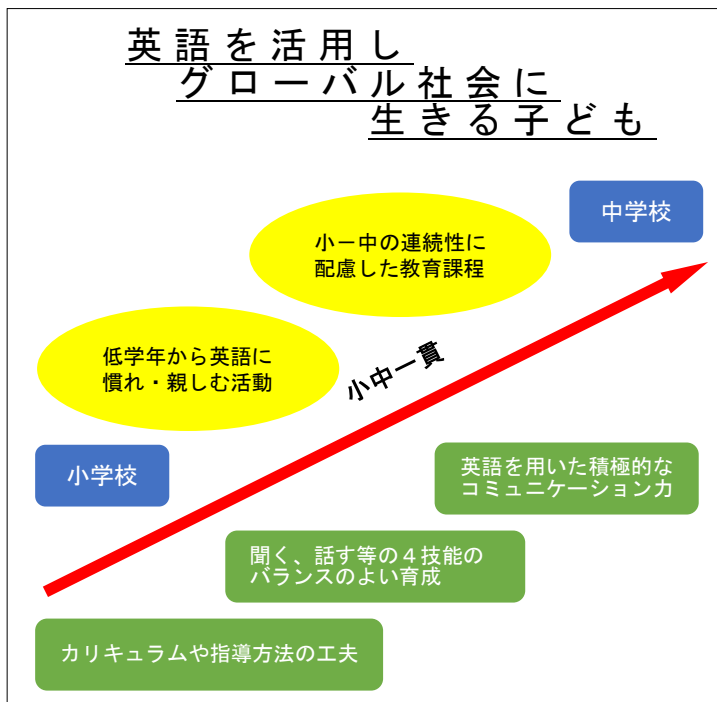 英語を活用し
グローバル社会に
生きる子ども
中学校
小ー中の連続性に
配慮した教育課程
低学年から英語に
慣れ・親しむ活動
小中一貫
小学校
英語を用いた積極的な
コミュニケーション力
聞く、話す等の４技能の
バランスのよい育成
カリキュラムや指導方法の工夫